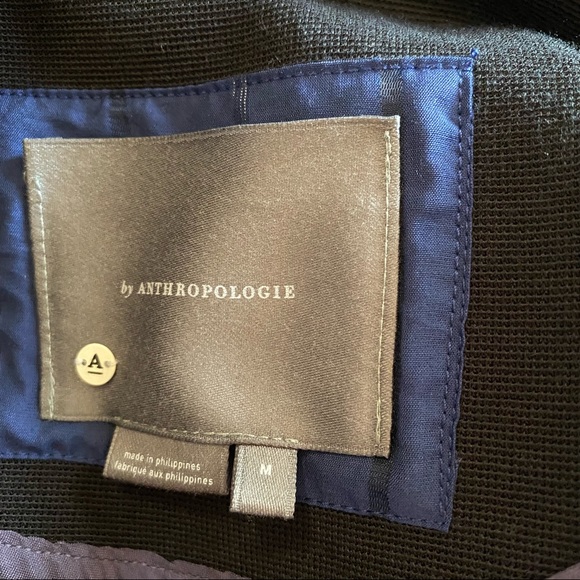 by ANTHROPOLOGIE
A
made in philippines
fabriqué aux philippines
M